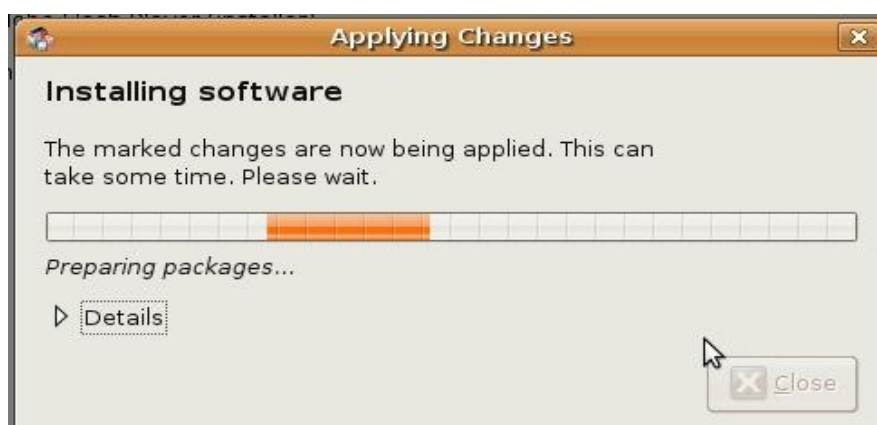 Applying Changes
Installing software
The marked changes are now being applied. This can
take some time. Please wait.
Preparing packages...
Details
Close